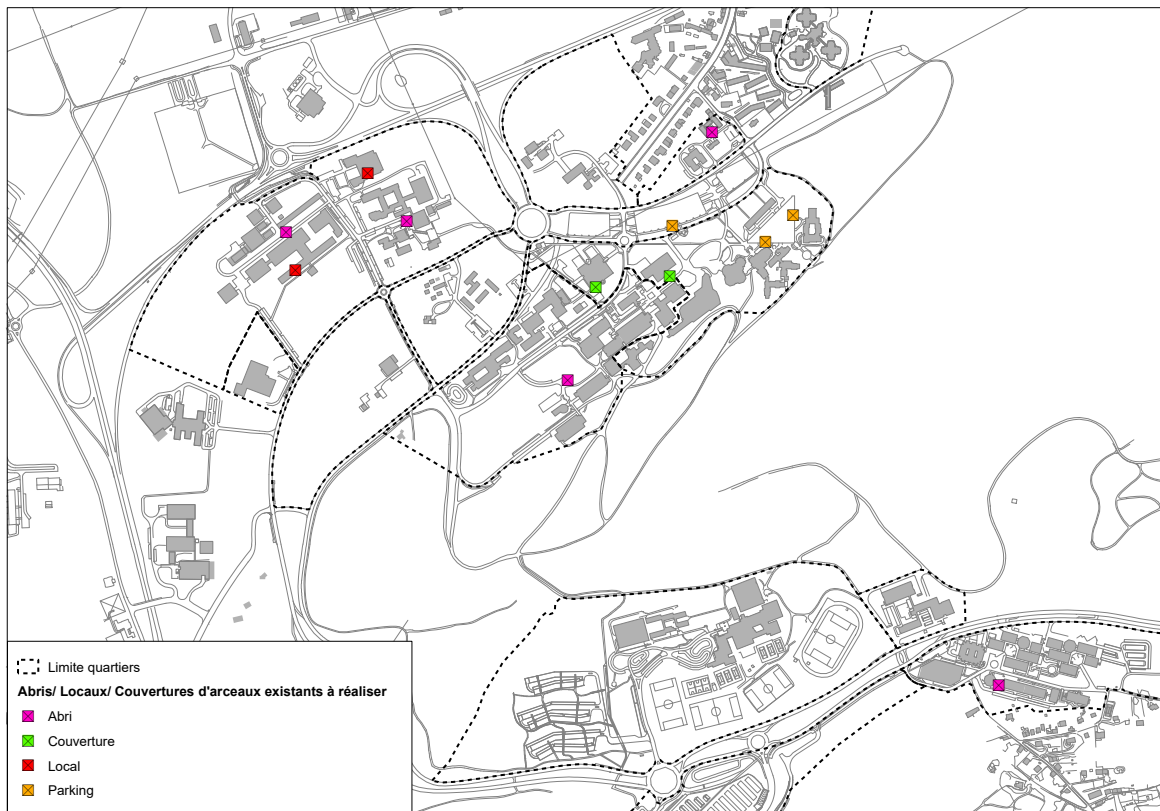 Limite quartiers
Abris/ Locaux/ Couvertures d'arceaux existants à réaliser
Abri
Couverture
Local
Parking